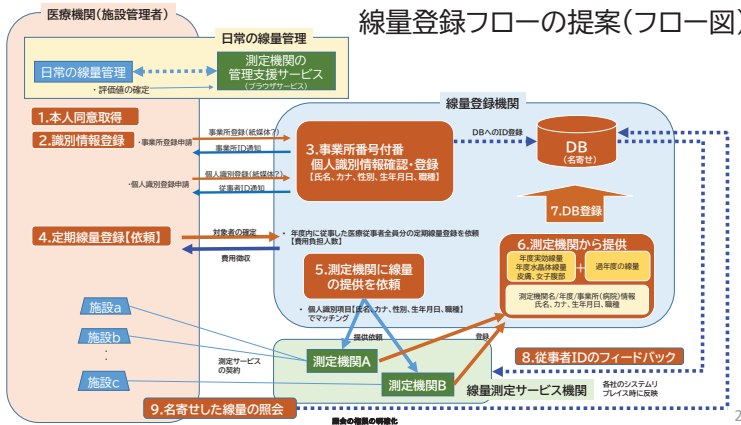 線量登録フローの提案(フロー図)
医療機関(施設管理者)
日常の線量管理
日常の線量管理
測定機関の
管理支援サービス
(ブラウザサービス)
・評価値の確定
1.本人同意取得
2.識別情報登録
・事業所登録申請
事業所登録(紙媒体?)
事業所ID通知
・個人識別登録申請
個人識別登録(紙媒体?)
従事者ID通知
線量登録機関
3.事業所番号付番
個人識別情報確認・登録
【氏名、カナ、性別、生年月日、職種】
DBへのID登録
DB
(名寄せ)
7.DB登録
4.定期線量登録【依頼】
対象者の確定
費用徴収
・ 年度内に従事した医療従事者全員分の定期線量登録を依頼
【費用負担人数】
5.測定機関に線量
の提供を依頼
・ 個人識別項目【氏名、カナ、性別、生年月日、職種】
でマッチング
6.測定機関から提供
年度実効線量
年度水晶体線量
皮膚、女子腹部
+
過年度の線量
測定機関名/年度/事業所(病院)情報
氏名、カナ、生年月日、職種
施設a
施設b
:
施設c
測定サービス
の契約
提供依頼
登録
測定機関A
測定機関B
線量測定サービス機関
8.従事者IDのフィードバック
各社のシステムリ
プレイス時に反映
9.名寄せした線量の照会
照会の権限の明確化
2